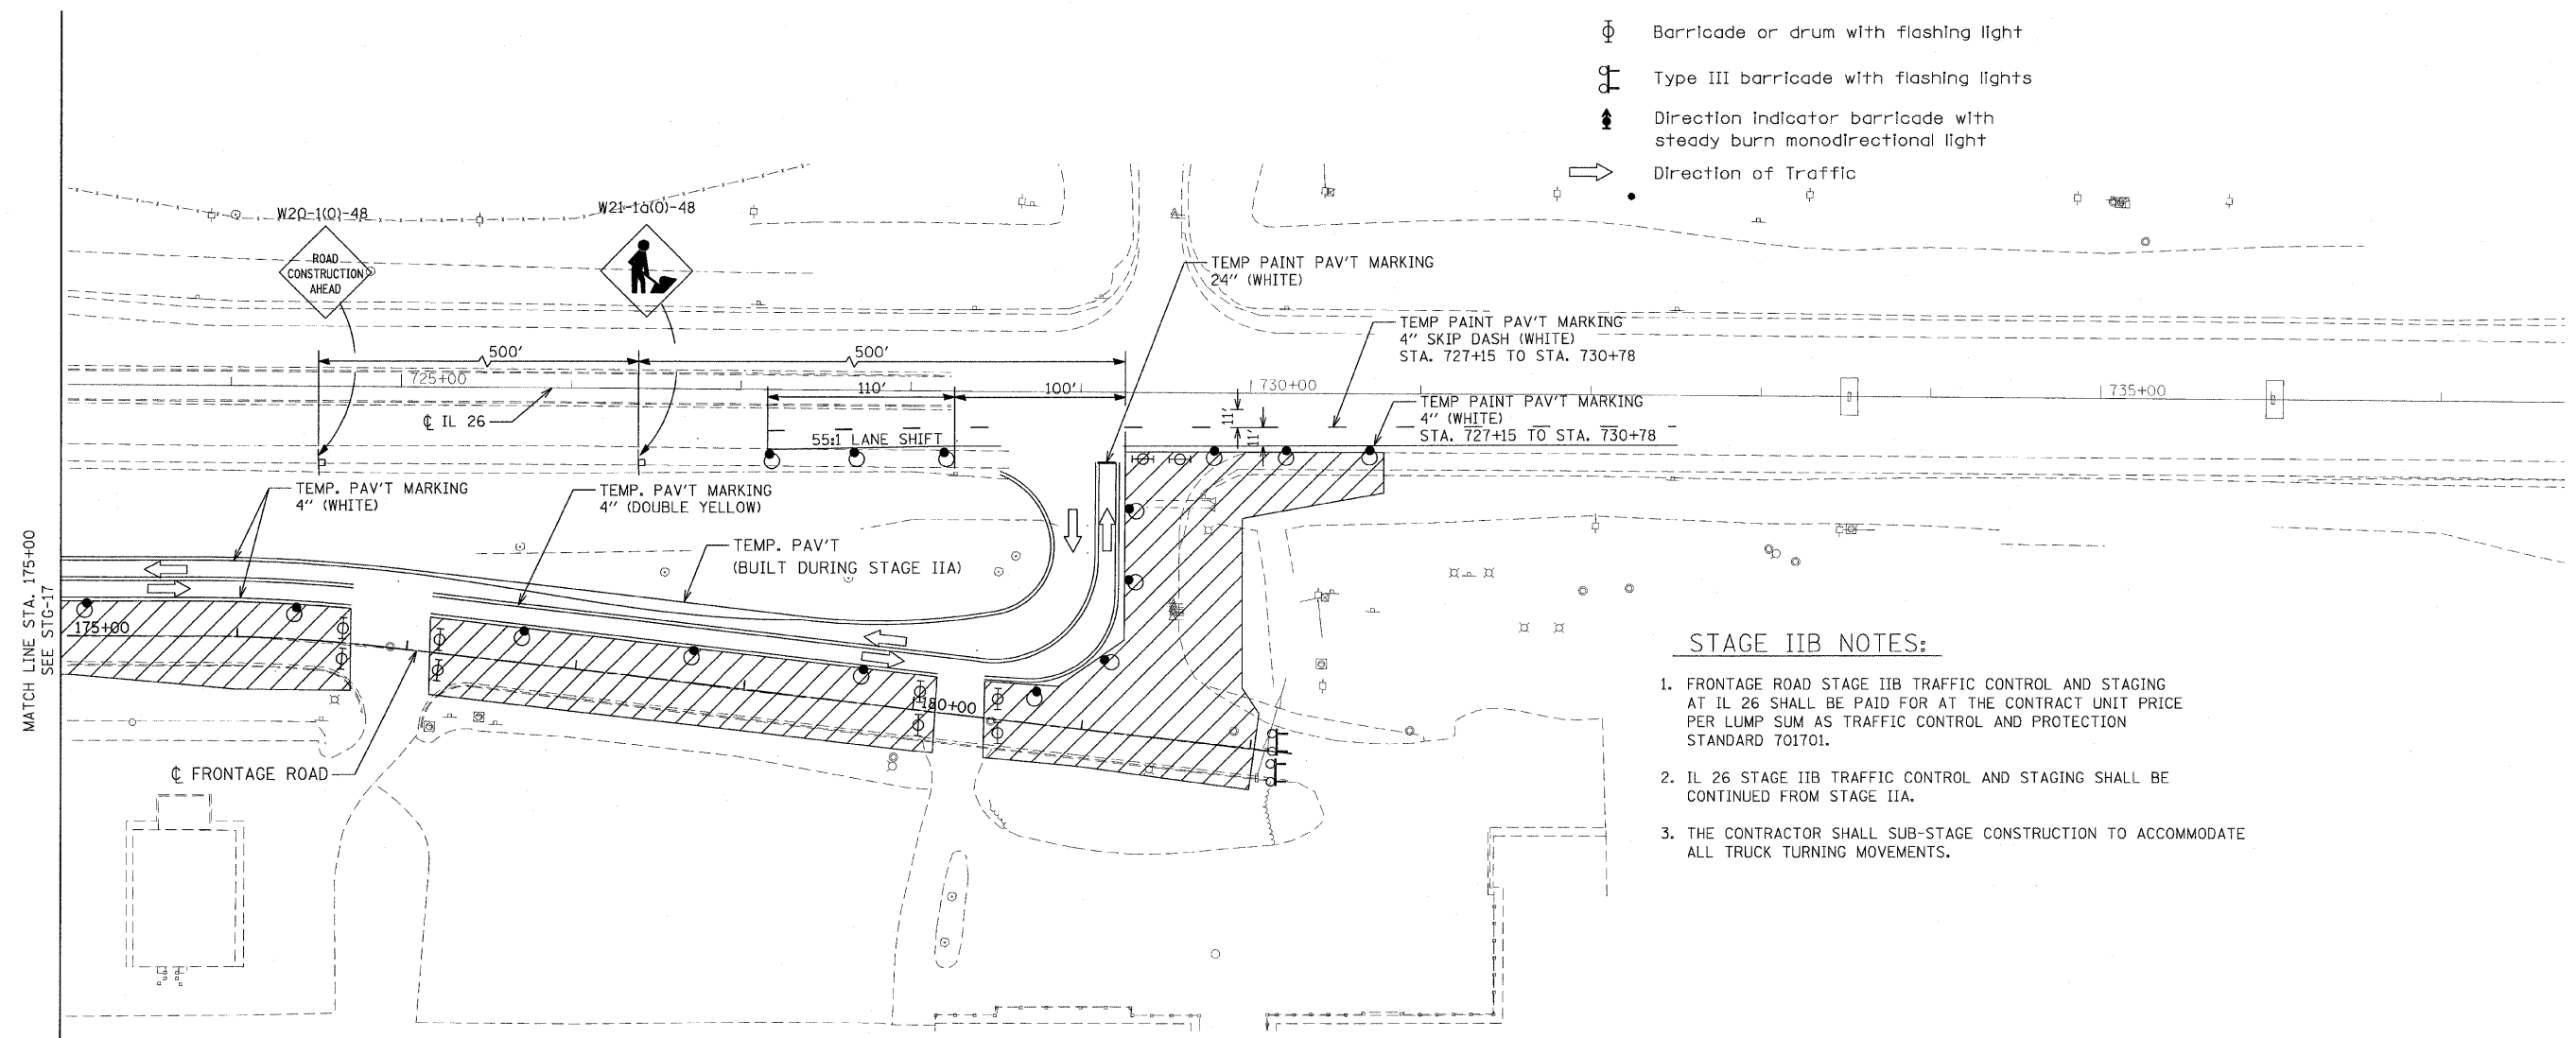 Barricade or drum with flashing light
Type III barricade with flashing lights
Direction indicator barricade with
steady burn monodirectional light
Direction of Traffic
W20-1(O)-48
W21-1a(O)-48
ROAD
CONSTRUCTION
AHEAD
TEMP PAINT PAV'T MARKING
24" (WHITE)
TEMP PAINT PAV'T MARKING
4" SKIP DASH (WHITE)
STA. 727+15 TO STA. 730+78
500'
500'
725+00
110'
100'
730+00
735+00
TEMP PAINT PAV'T MARKING
4" (WHITE)
STA. 727+15 TO STA. 730+78
℄ IL 26
11'
11'
55:1 LANE SHIFT
TEMP. PAV'T MARKING
4" (WHITE)
TEMP. PAV'T MARKING
4" (DOUBLE YELLOW)
TEMP. PAV'T
(BUILT DURING STAGE IIA)
MATCH LINE STA. 175+00
SEE STG-17
175+00
180+00
℄ FRONTAGE ROAD
STAGE IIB NOTES:
1. FRONTAGE ROAD STAGE IIB TRAFFIC CONTROL AND STAGING
AT IL 26 SHALL BE PAID FOR AT THE CONTRACT UNIT PRICE
PER LUMP SUM AS TRAFFIC CONTROL AND PROTECTION
STANDARD 701701.
2. IL 26 STAGE IIB TRAFFIC CONTROL AND STAGING SHALL BE
CONTINUED FROM STAGE IIA.
3. THE CONTRACTOR SHALL SUB-STAGE CONSTRUCTION TO ACCOMMODATE
ALL TRUCK TURNING MOVEMENTS.